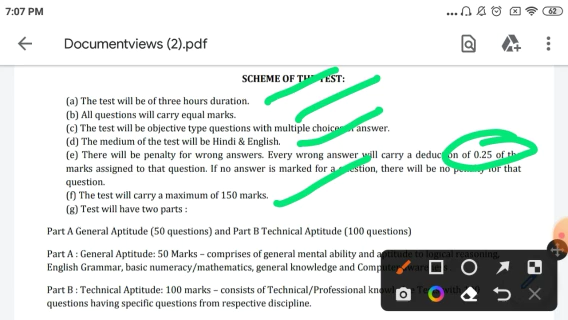 7:07 PM
62
Documentviews (2).pdf
SCHEME OF THE TEST:
(a) The test will be of three hours duration.
(b) All questions will carry equal marks.
(c) The test will be objective type questions with multiple choices answer.
(d) The medium of the test will be Hindi & English.
(e) There will be penalty for wrong answers. Every wrong answer will carry a deduction of 0.25 of the
marks assigned to that question. If no answer is marked for a question, there will be no penalty for that
question.
(f) The test will carry a maximum of 150 marks.
(g) Test will have two parts :
Part A General Aptitude (50 questions) and Part B Technical Aptitude (100 questions)
Part A : General Aptitude: 50 Marks – comprises of general mental ability and aptitude to logical reasoning,
English Grammar, basic numeracy/mathematics, general knowledge and Computer
Part B : Technical Aptitude: 100 marks – consists of Technical/Professional
questions having specific questions from respective discipline.